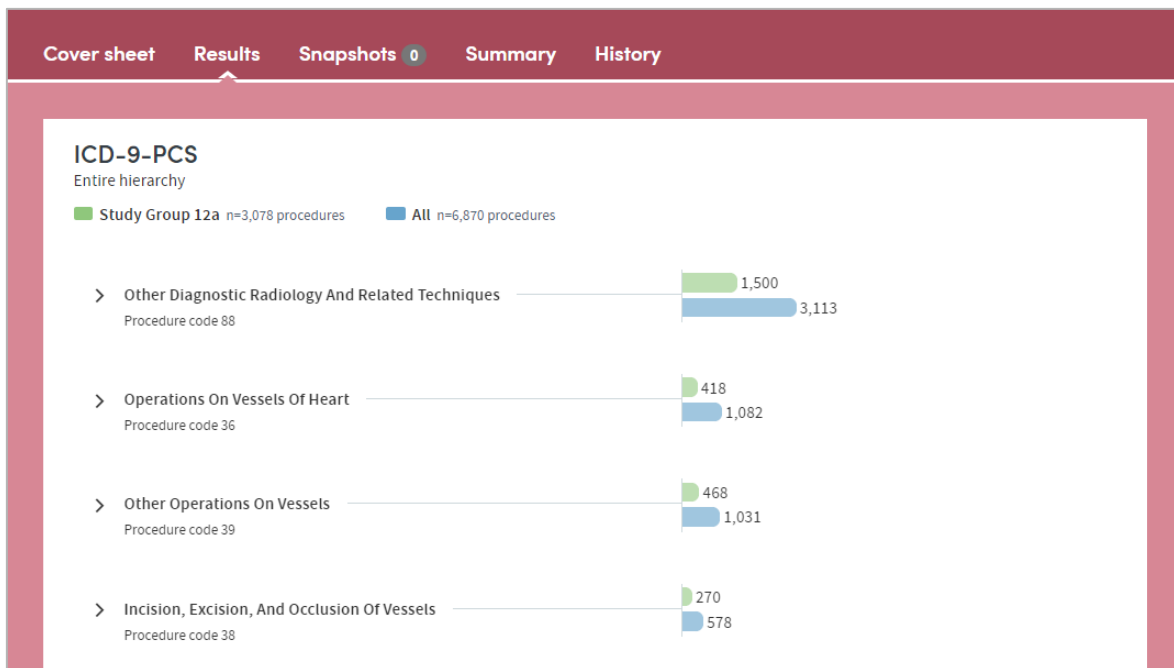 Cover sheet Results Snapshots 0 Summary History
ICD-9-PCS
Entire hierarchy
Study Group 12a n=3,078 procedures All n=6,870 procedures
Other Diagnostic Radiology And Related Techniques
Procedure code 88
1,500
3,113
Operations On Vessels Of Heart
Procedure code 36
418
1,082
Other Operations On Vessels
Procedure code 39
468
1,031
Incision, Excision, And Occlusion Of Vessels
Procedure code 38
270
578